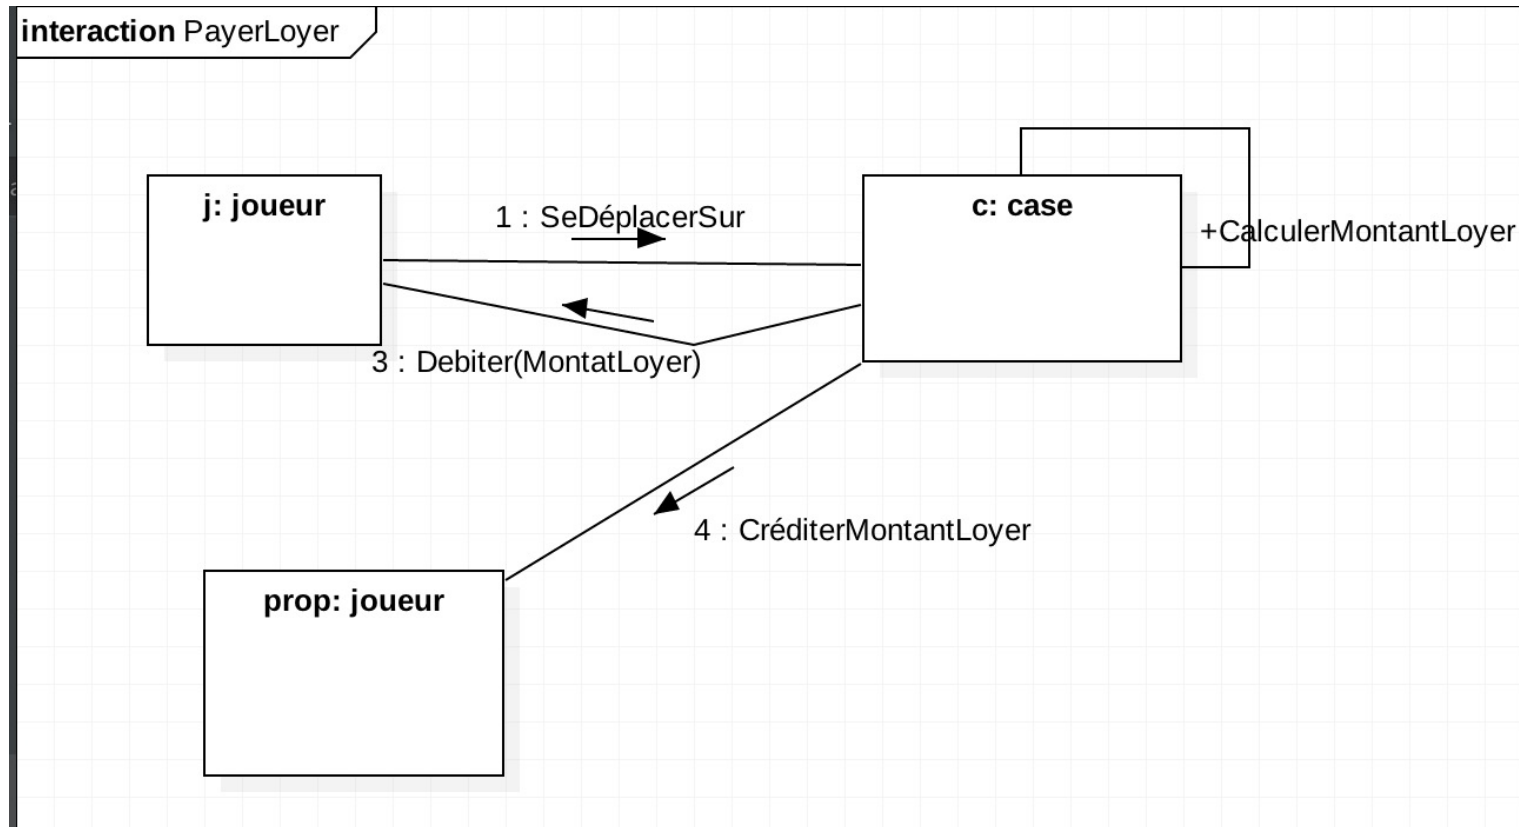 interaction PayerLoyer
j: joueur
1 : SeDéplacerSur
c: case
+CalculerMontantLoyer
3 : Debiter(MontatLoyer)
4 : CréditerMontantLoyer
prop: joueur